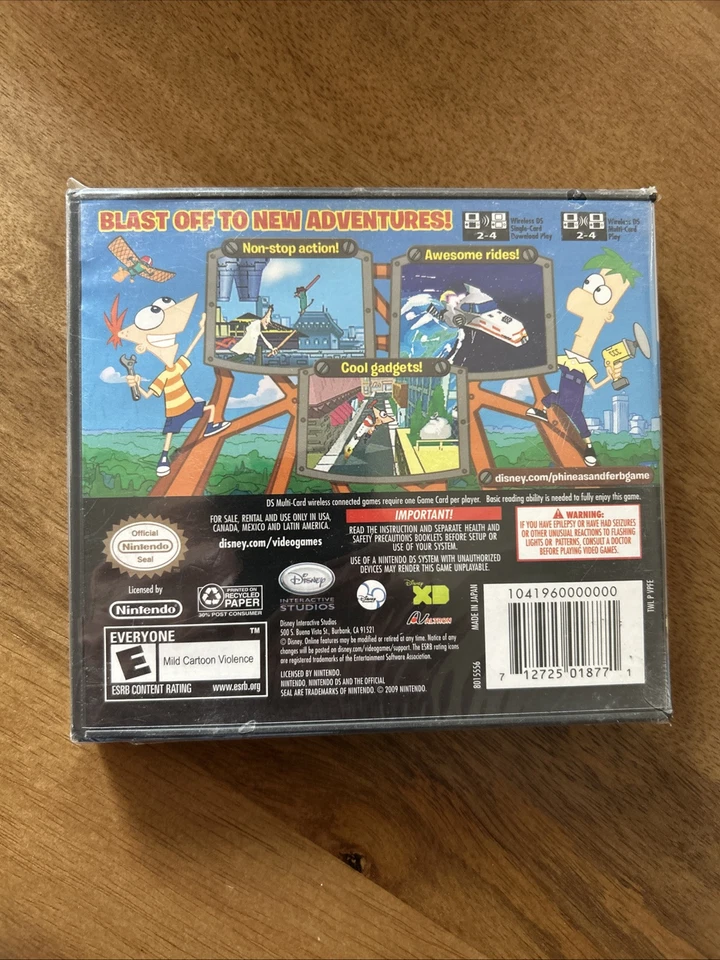 BLAST OFF TO NEW ADVENTURES!
2-4
Wireless DS
Single-Card
Download Play
2-4
Wireless DS
Multi-Card
Play
Non-stop action!
Awesome rides!
Cool gadgets!
disney.com/phineasandferbgame
DS Multi-Card wireless connected games require one Game Card per player. Basic reading ability is needed to fully enjoy this game.
Official
Nintendo
Seal
FOR SALE, RENTAL AND USE ONLY IN USA,
CANADA, MEXICO AND LATIN AMERICA.
disney.com/videogames
IMPORTANT!
READ THE INSTRUCTION AND SEPARATE HEALTH AND
SAFETY PRECAUTIONS BOOKLETS BEFORE SETUP OR
USE OF YOUR SYSTEM.
USE OF A NINTENDO DS SYSTEM WITH UNAUTHORIZED
DEVICES MAY RENDER THIS GAME UNPLAYABLE.
WARNING:
IF YOU HAVE EPILEPSY OR HAVE HAD SEIZURES
OR OTHER UNUSUAL REACTIONS TO FLASHING
LIGHTS OR PATTERNS, CONSULT A DOCTOR
BEFORE PLAYING VIDEO GAMES.
Licensed by
Nintendo
PRINTED ON
RECYCLED
PAPER
30% POST CONSUMER
Disney
INTERACTIVE
STUDIOS
Disney
XD
ALTRON
EVERYONE
TM
E
Mild Cartoon Violence
ESRB CONTENT RATING www.esrb.org
Disney Interactive Studios
500 S. Buena Vista St., Burbank, CA 91521
© Disney. Online features may be modified or retired at any time. Notice of any
changes will be posted on disney.com/videogames/support. The ESRB rating icons
are registered trademarks of the Entertainment Software Association.
LICENSED BY NINTENDO.
NINTENDO, NINTENDO DS AND THE OFFICIAL
SEAL ARE TRADEMARKS OF NINTENDO. © 2009 NINTENDO.
8015556
MADE IN JAPAN
1041960000000
7 12725 01877 1
TWL P VPFE